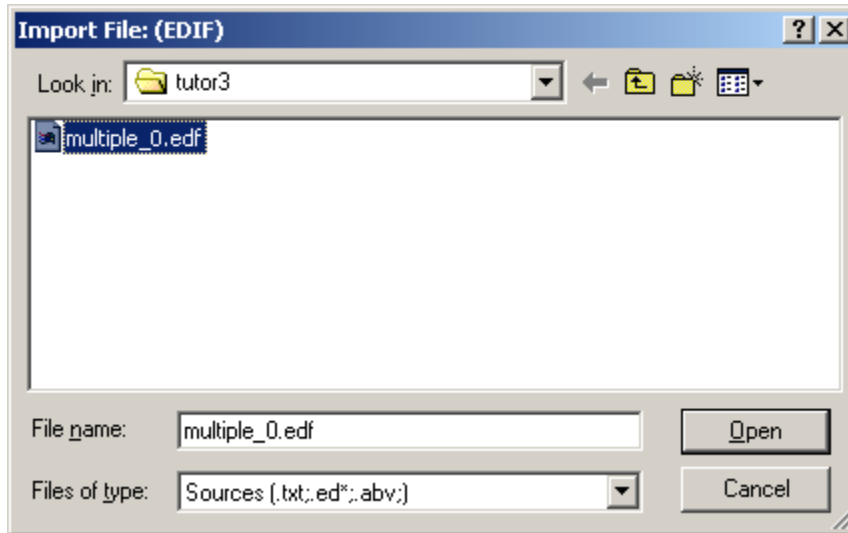 Import File: (EDIF)
Look in: tutor3
multiple_0.edf
File name: multiple_0.edf Open
Files of type: Sources (.txt;.ed*;.abv;) Cancel